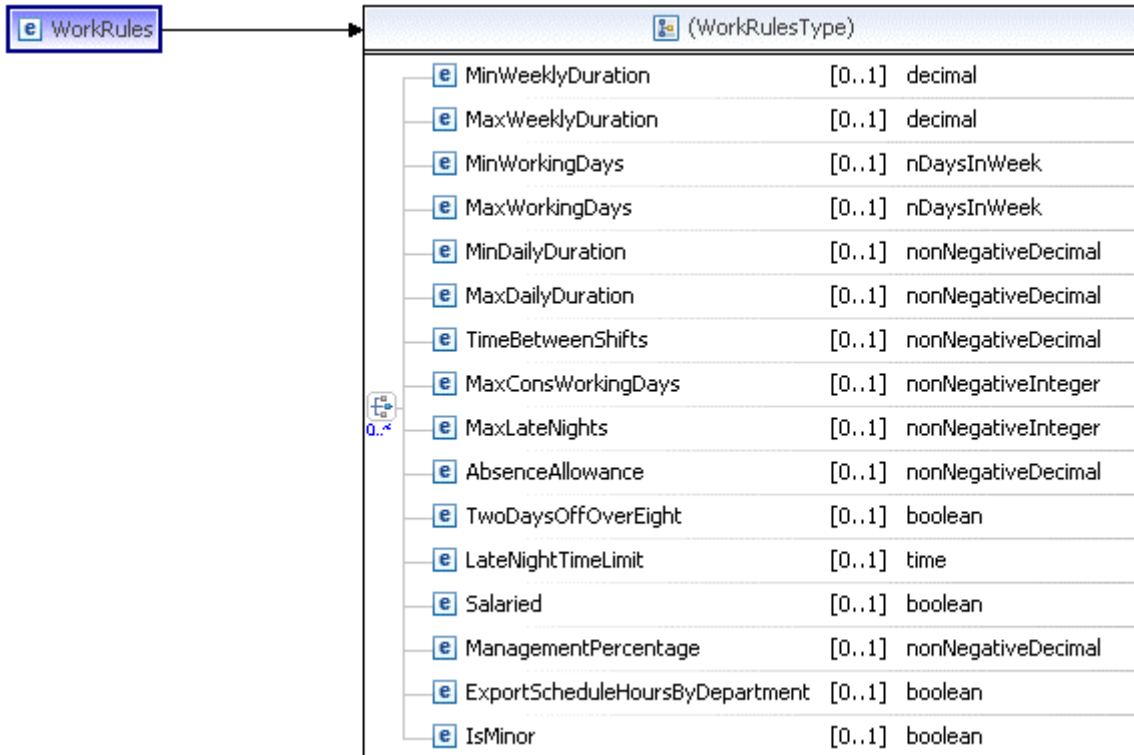 e WorkRules
(WorkRulesType)
e MinWeeklyDuration [0..1] decimal
e MaxWeeklyDuration [0..1] decimal
e MinWorkingDays [0..1] nDaysInWeek
e MaxWorkingDays [0..1] nDaysInWeek
e MinDailyDuration [0..1] nonNegativeDecimal
e MaxDailyDuration [0..1] nonNegativeDecimal
e TimeBetweenShifts [0..1] nonNegativeDecimal
e MaxConsWorkingDays [0..1] nonNegativeInteger
0..*
e MaxLateNights [0..1] nonNegativeInteger
e AbsenceAllowance [0..1] nonNegativeDecimal
e TwoDaysOffOverEight [0..1] boolean
e LateNightTimeLimit [0..1] time
e Salaried [0..1] boolean
e ManagementPercentage [0..1] nonNegativeDecimal
e ExportScheduleHoursByDepartment [0..1] boolean
e IsMinor [0..1] boolean